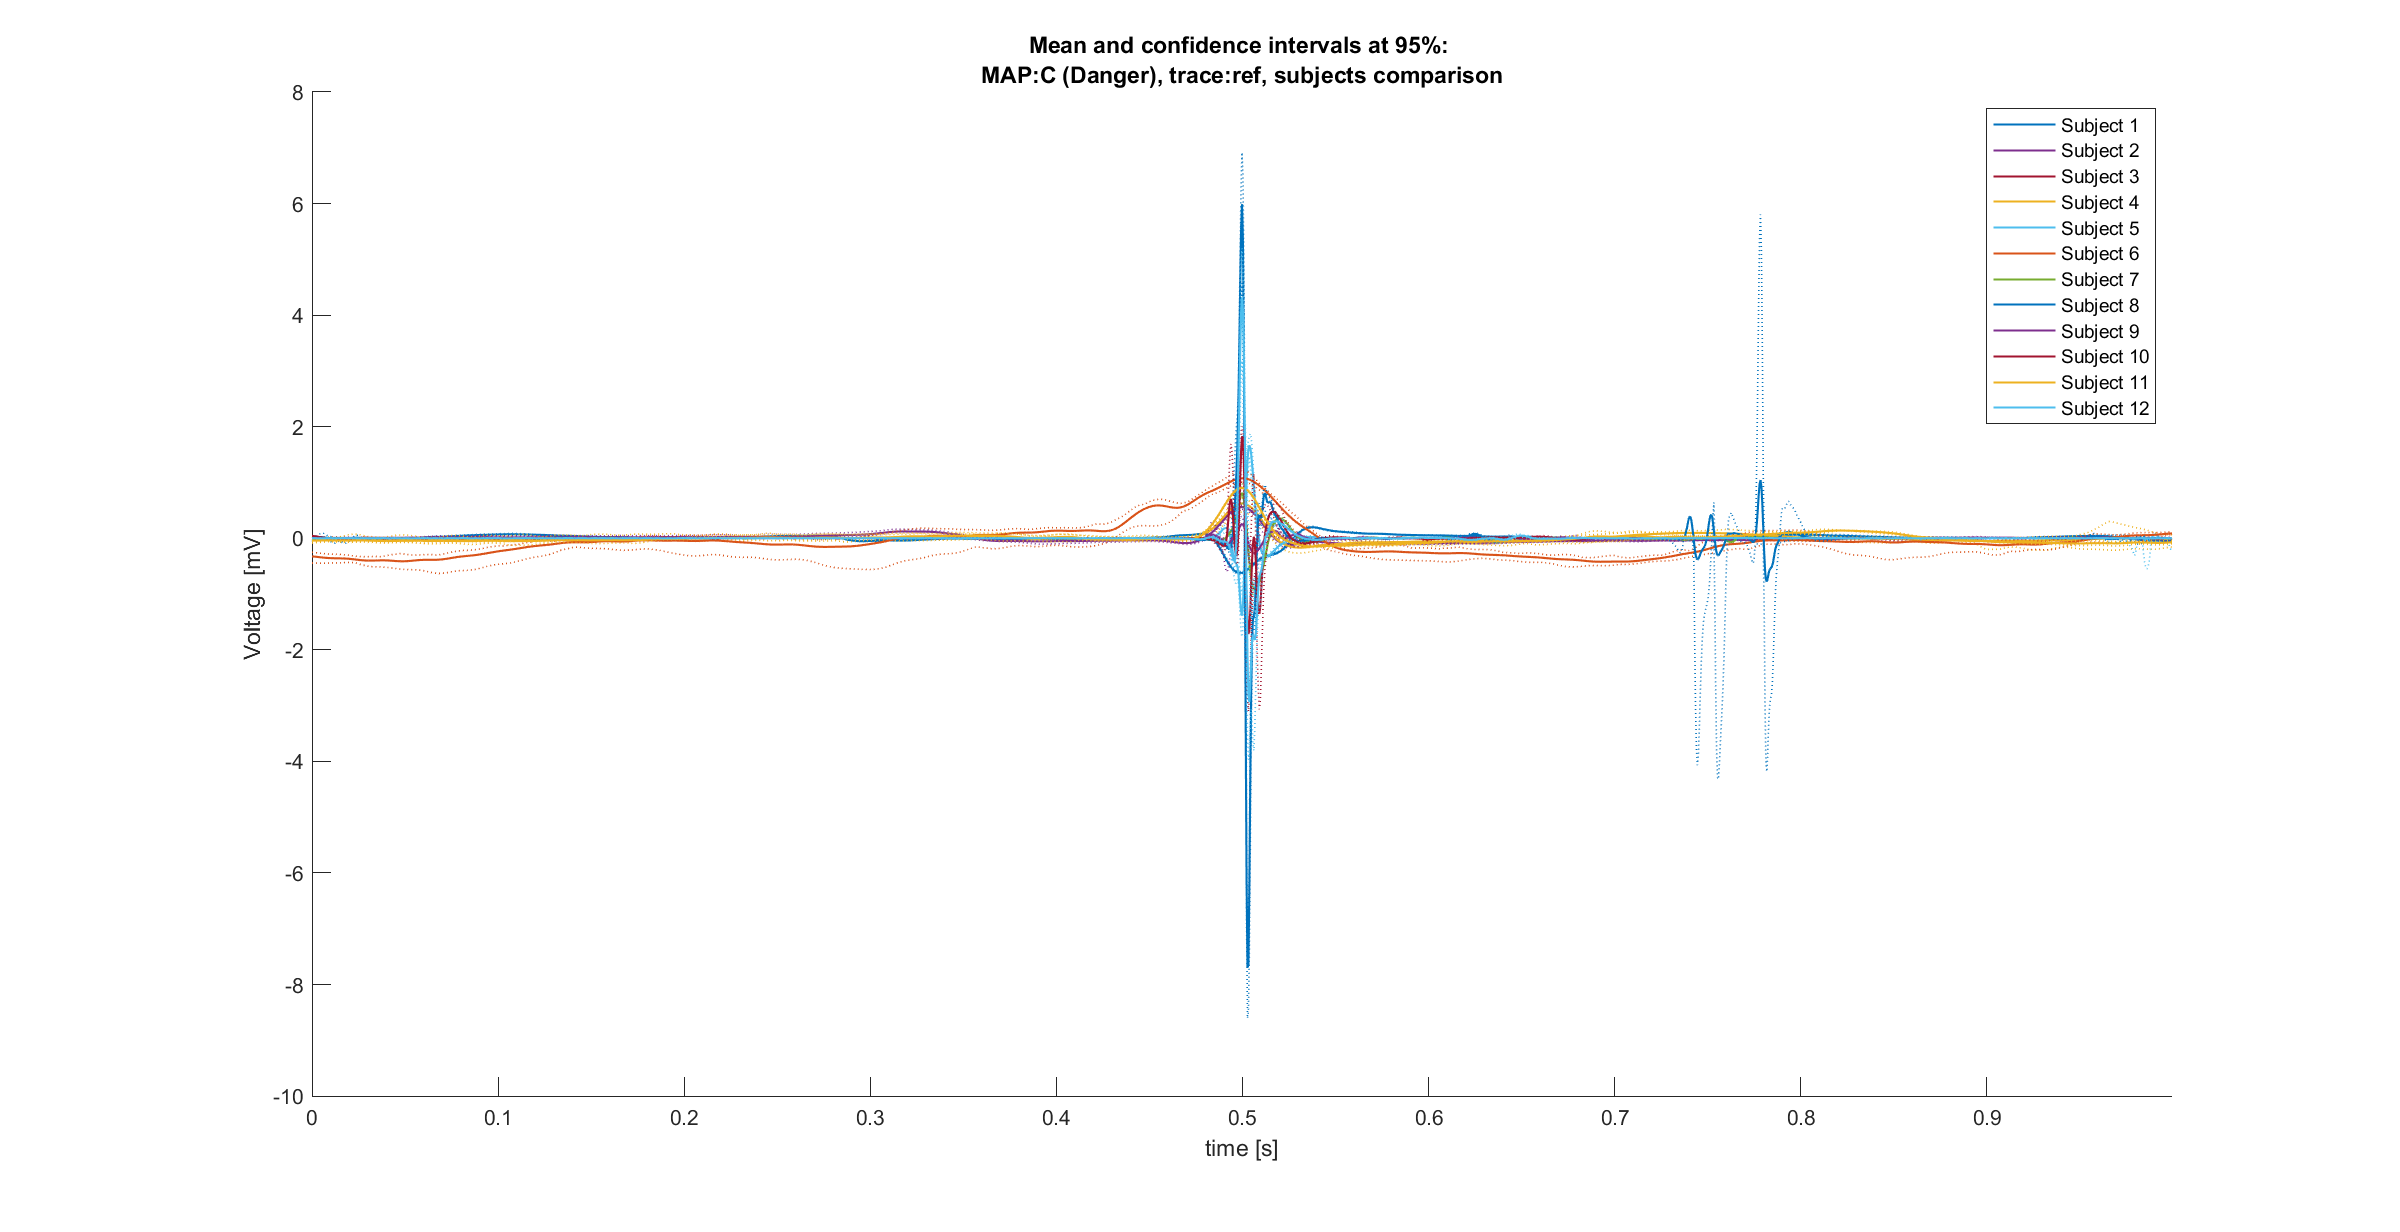 Mean and confidence intervals at 95%:
MAP:C (Danger), trace:ref, subjects comparison
8
6
4
2
0
-2
-4
-6
-8
-10
Voltage [mV]
0
0.1
0.2
0.3
0.4
0.5
0.6
0.7
0.8
0.9
time [s]
Subject 1
Subject 2
Subject 3
Subject 4
Subject 5
Subject 6
Subject 7
Subject 8
Subject 9
Subject 10
Subject 11
Subject 12